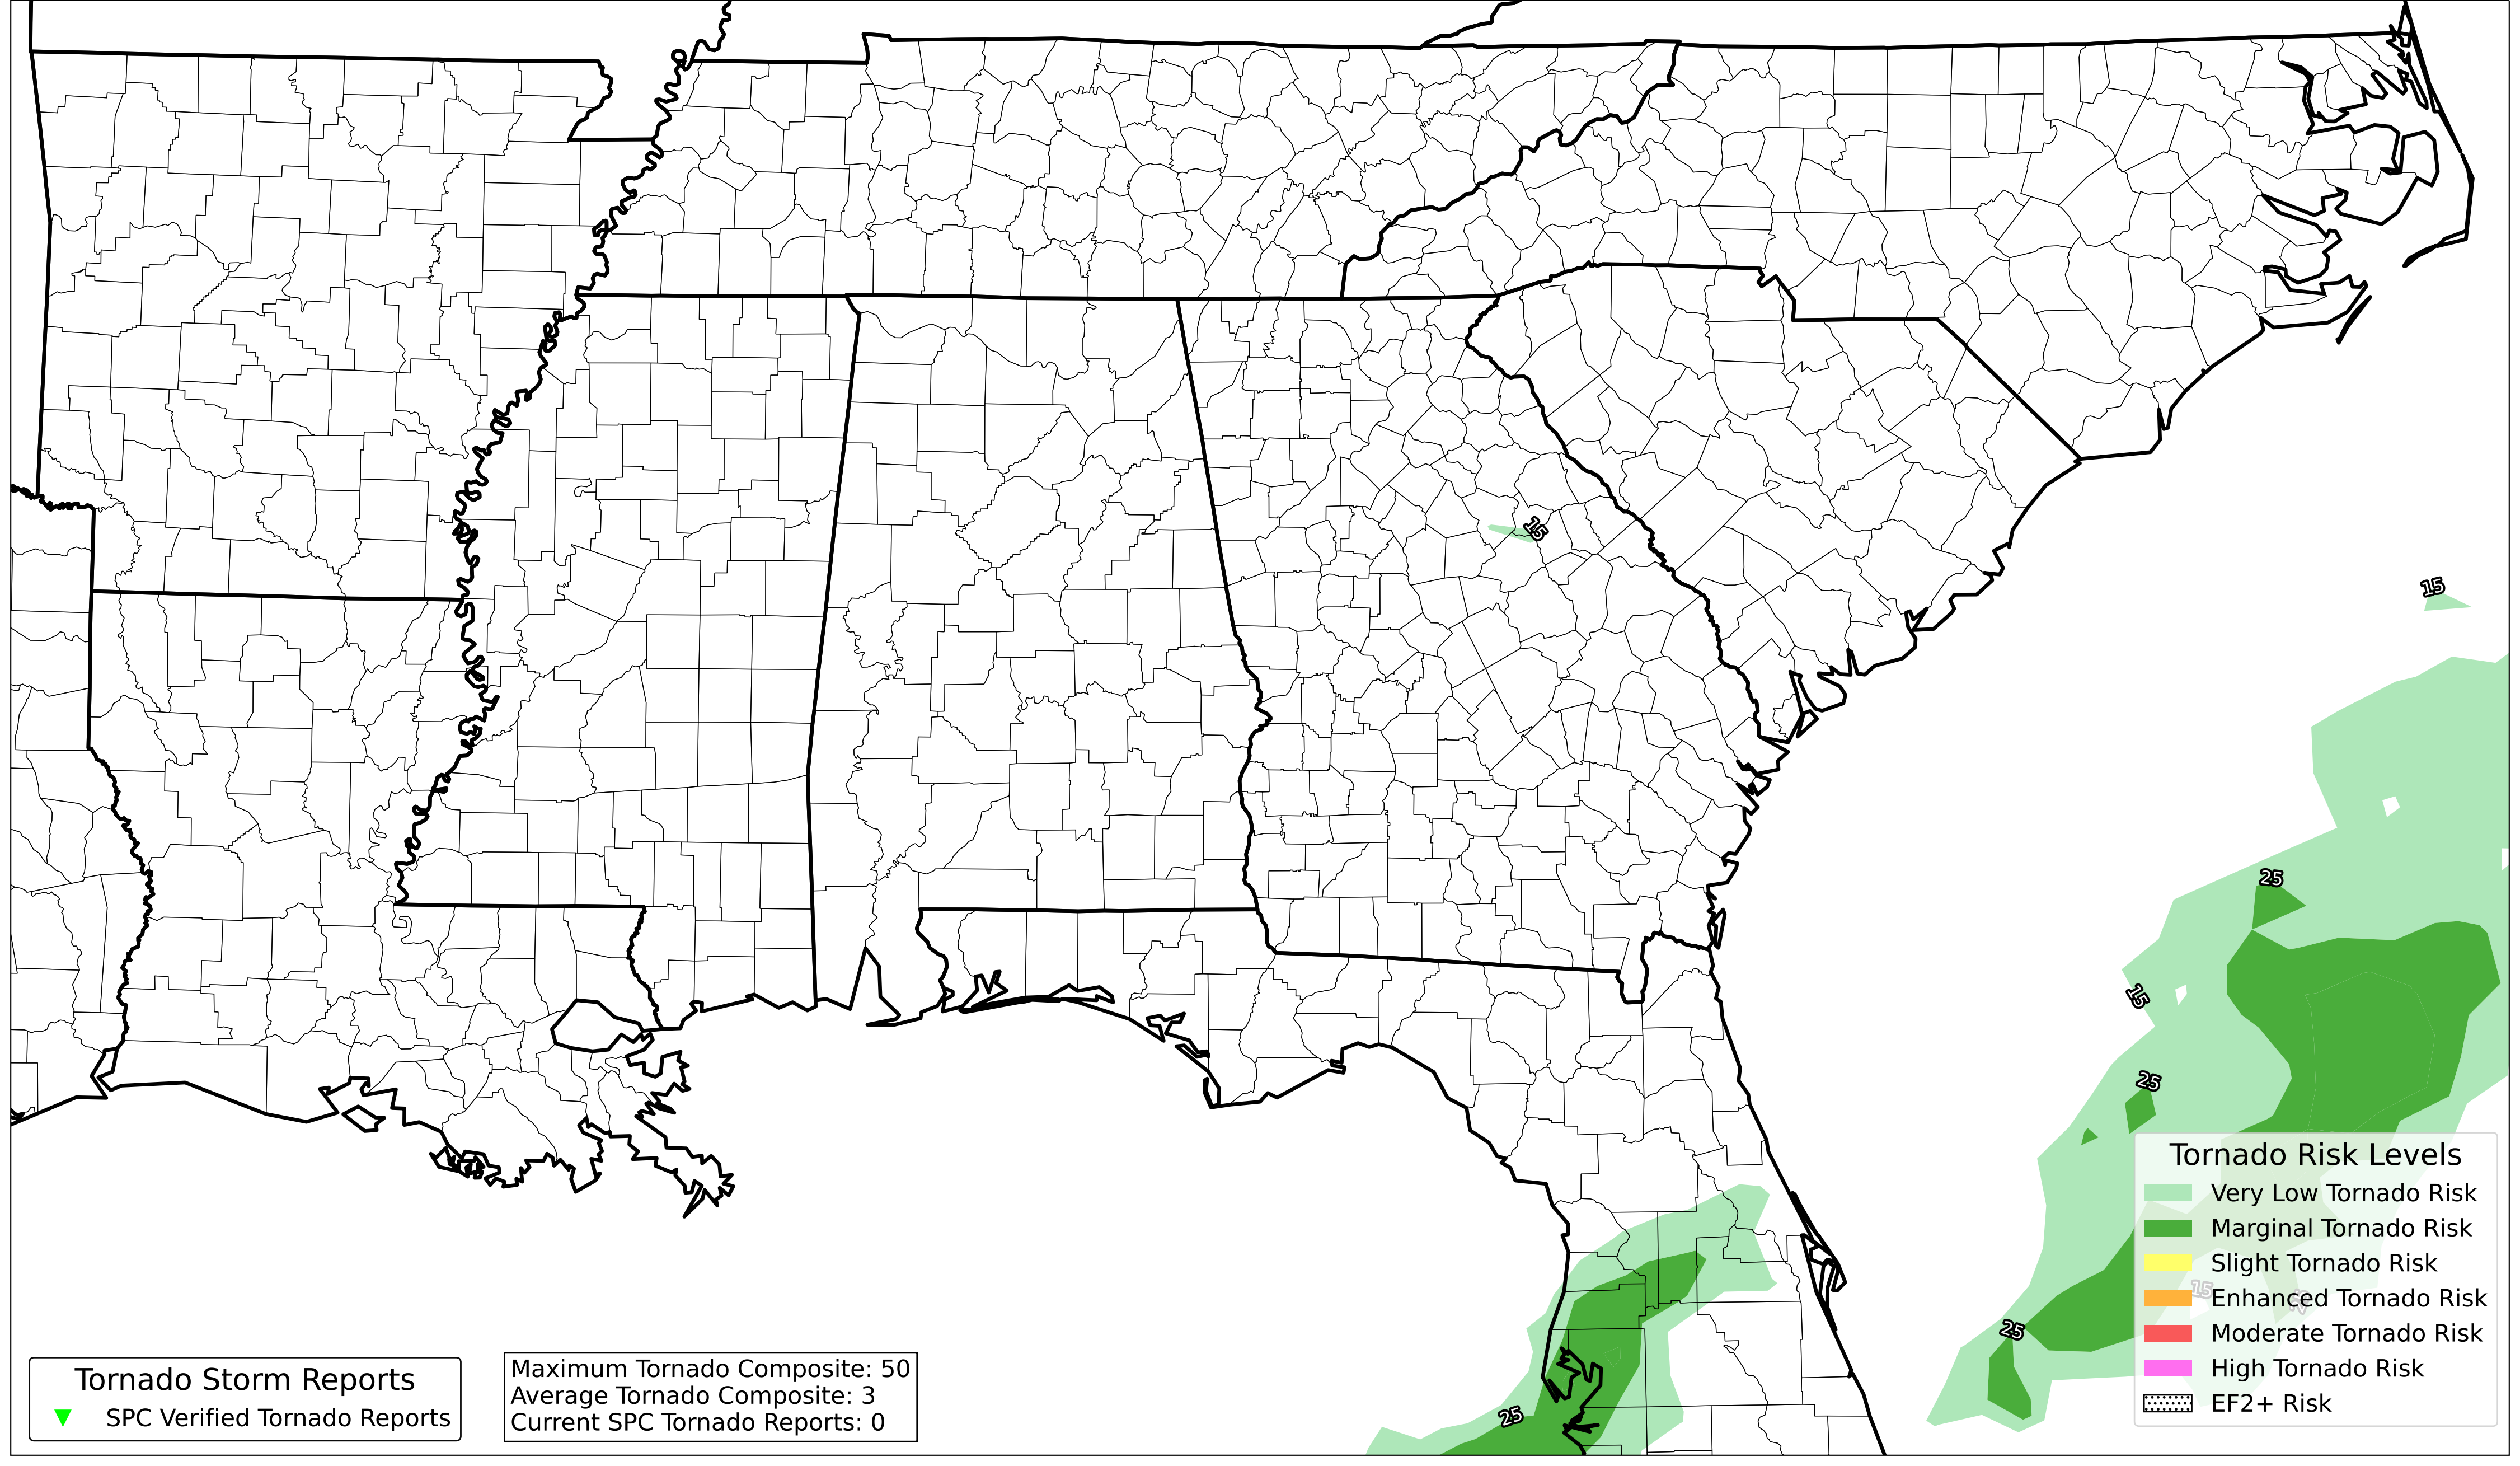 15
15
25
15
25
25
15
25
Tornado Risk Levels
Very Low Tornado Risk
Marginal Tornado Risk
Slight Tornado Risk
Enhanced Tornado Risk
Moderate Tornado Risk
High Tornado Risk
EF2+ Risk
Tornado Storm Reports
SPC Verified Tornado Reports
Maximum Tornado Composite: 50
Average Tornado Composite: 3
Current SPC Tornado Reports: 0